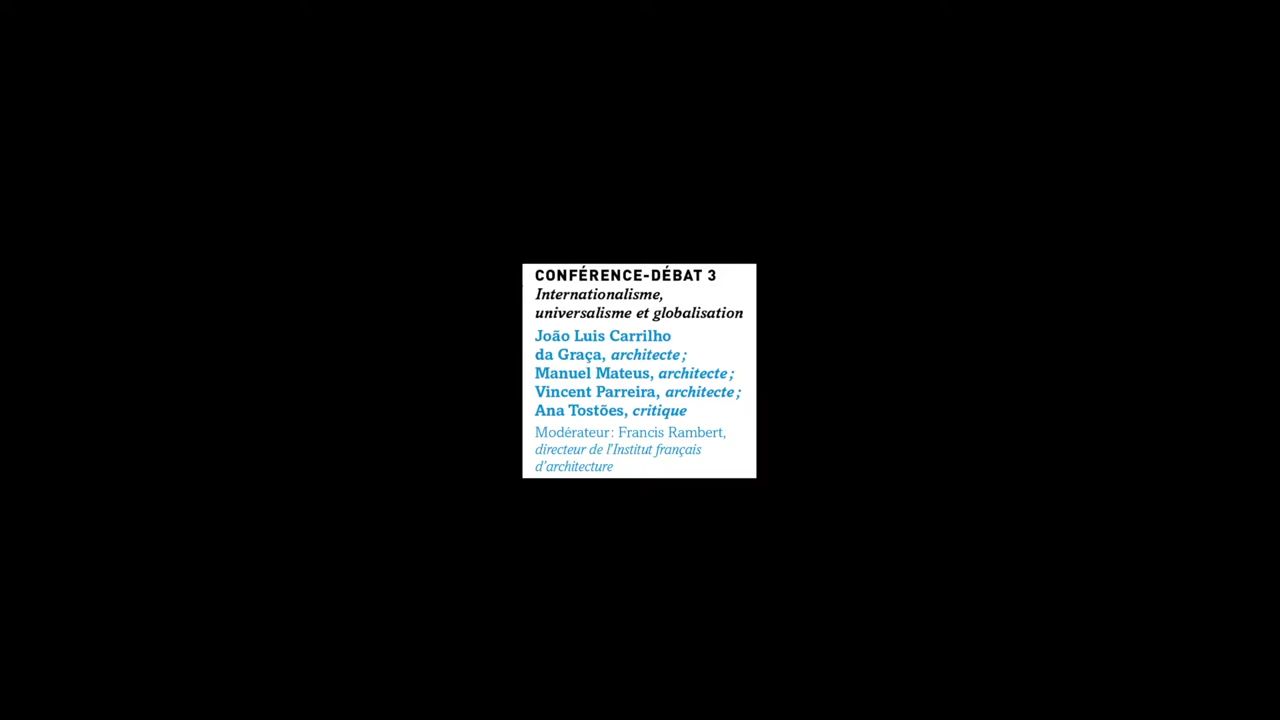 CONFÉRENCE-DÉBAT 3
Internationalisme,
universalisme et globalisation
João Luis Carrilho
da Graça, architecte ;
Manuel Mateus, architecte ;
Vincent Parreira, architecte ;
Ana Tostões, critique
Modérateur : Francis Rambert,
directeur de l'Institut français
d'architecture